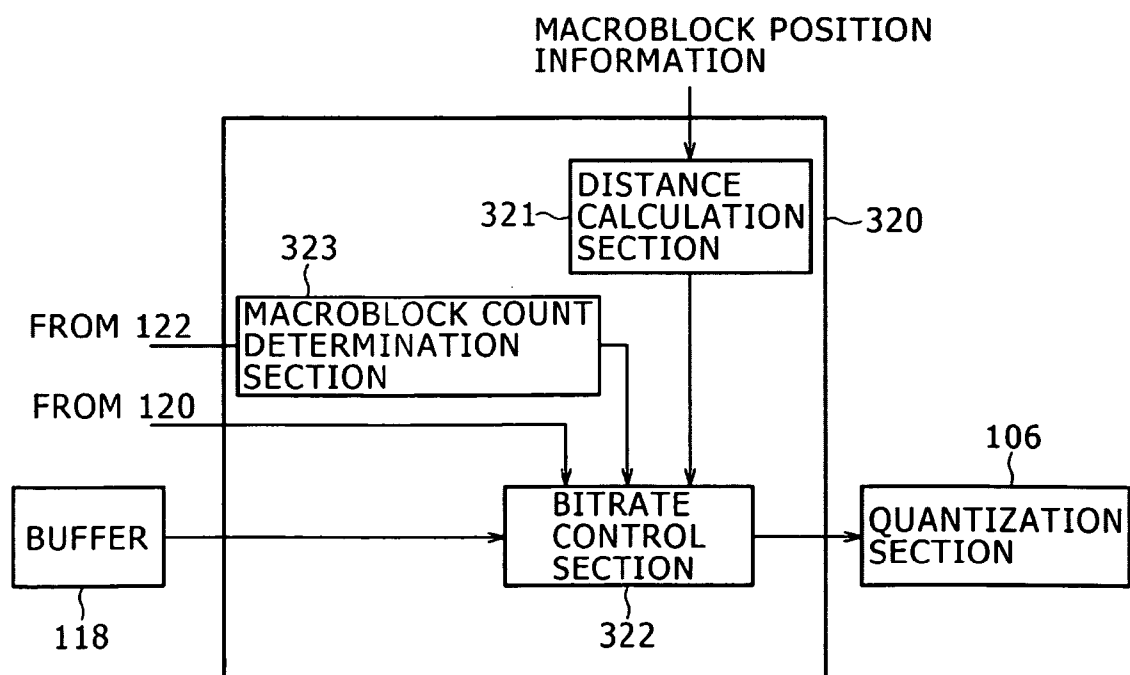 MACROBLOCK POSITION
INFORMATION
DISTANCE
CALCULATION
SECTION
321
320
323
MACROBLOCK COUNT
DETERMINATION
SECTION
FROM 122
FROM 120
106
BUFFER
BITRATE
CONTROL
SECTION
QUANTIZATION
SECTION
118
322